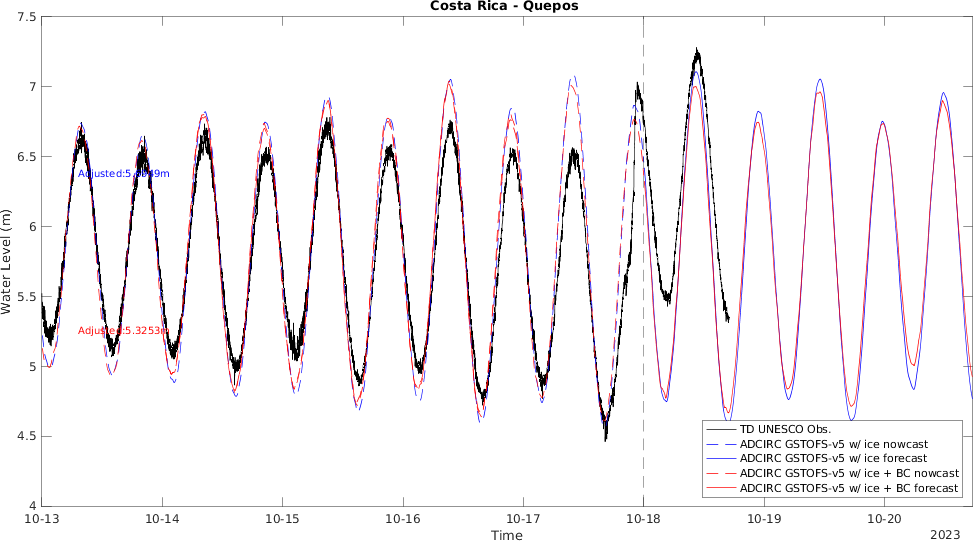 Costa Rica - Quepos
7.5
7
6.5
6
5.5
5
4.5
4
Water Level (m)
Adjusted:5.3253m
10-13
10-14
10-15
10-16
10-17
10-18
10-19
10-20
Time
2023
TD UNESCO Obs.
ADCIRC GSTOFS-v5 w/ ice nowcast
ADCIRC GSTOFS-v5 w/ ice forecast
ADCIRC GSTOFS-v5 w/ ice + BC nowcast
ADCIRC GSTOFS-v5 w/ ice + BC forecast